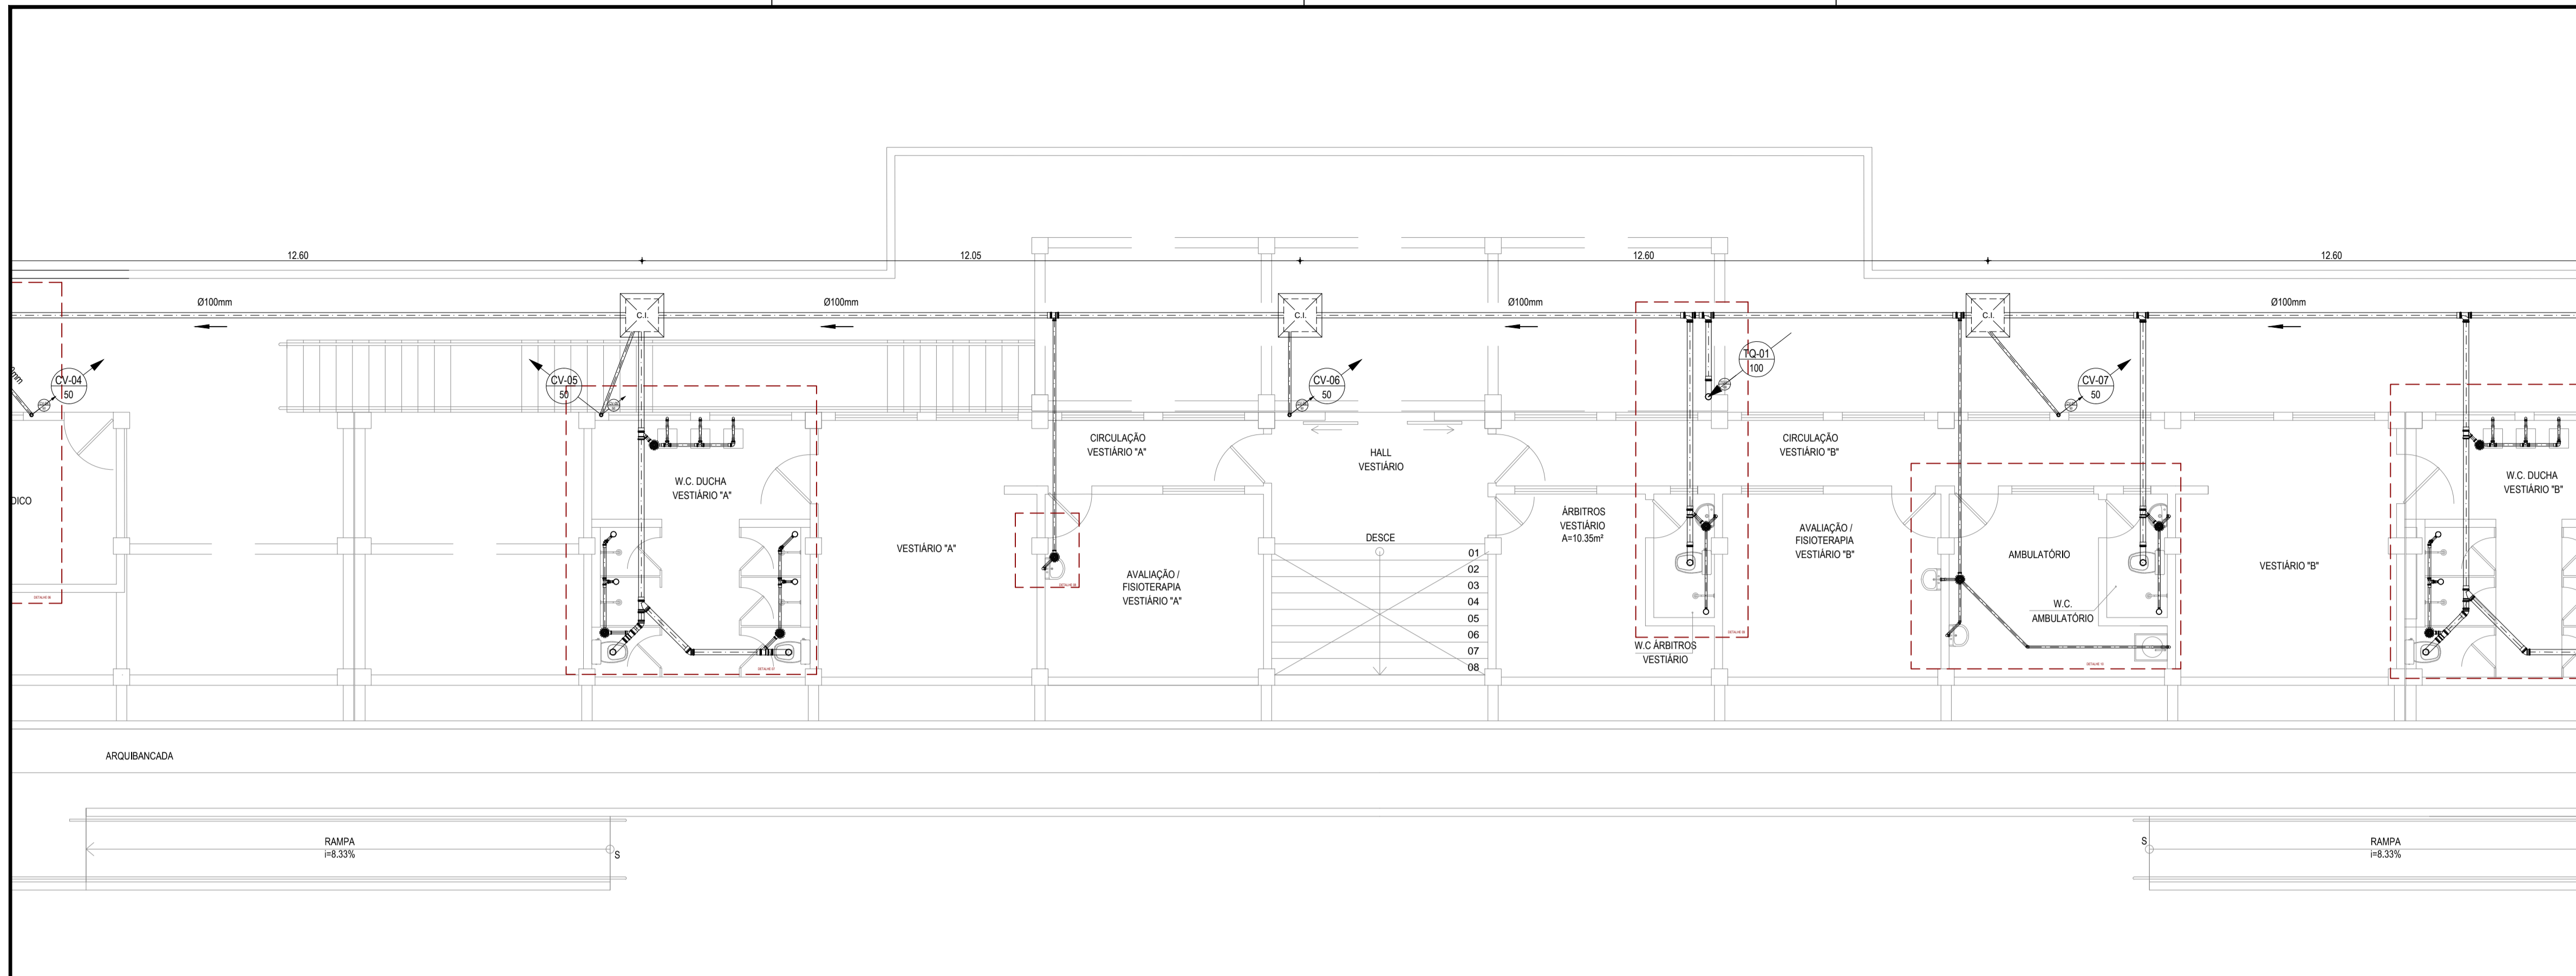 12.60
12.05
12.60
12.60
Ø100mm
Ø100mm
Ø100mm
Ø100mm
C.I.
C.I.
C.I.
CV-04
50
CV-05
50
CV-06
50
TQ-01
100
CV-07
50
CIRCULAÇÃO
VESTIÁRIO "A"
HALL
VESTIÁRIO
CIRCULAÇÃO
VESTIÁRIO "B"
W.C. DUCHA
VESTIÁRIO "A"
W.C. DUCHA
VESTIÁRIO "B"
DICO
ÁRBITROS
VESTIÁRIO
A=10.35m²
AVALIAÇÃO /
FISIOTERAPIA
VESTIÁRIO "B"
VESTIÁRIO "A"
DESCE
01
02
03
04
05
06
07
08
AMBULATÓRIO
VESTIÁRIO "B"
AVALIAÇÃO /
FISIOTERAPIA
VESTIÁRIO "A"
W.C.
AMBULATÓRIO
W.C ÁRBITROS
VESTIÁRIO
ARQUIBANCADA
RAMPA
i=8.33%
S
S
RAMPA
i=8.33%